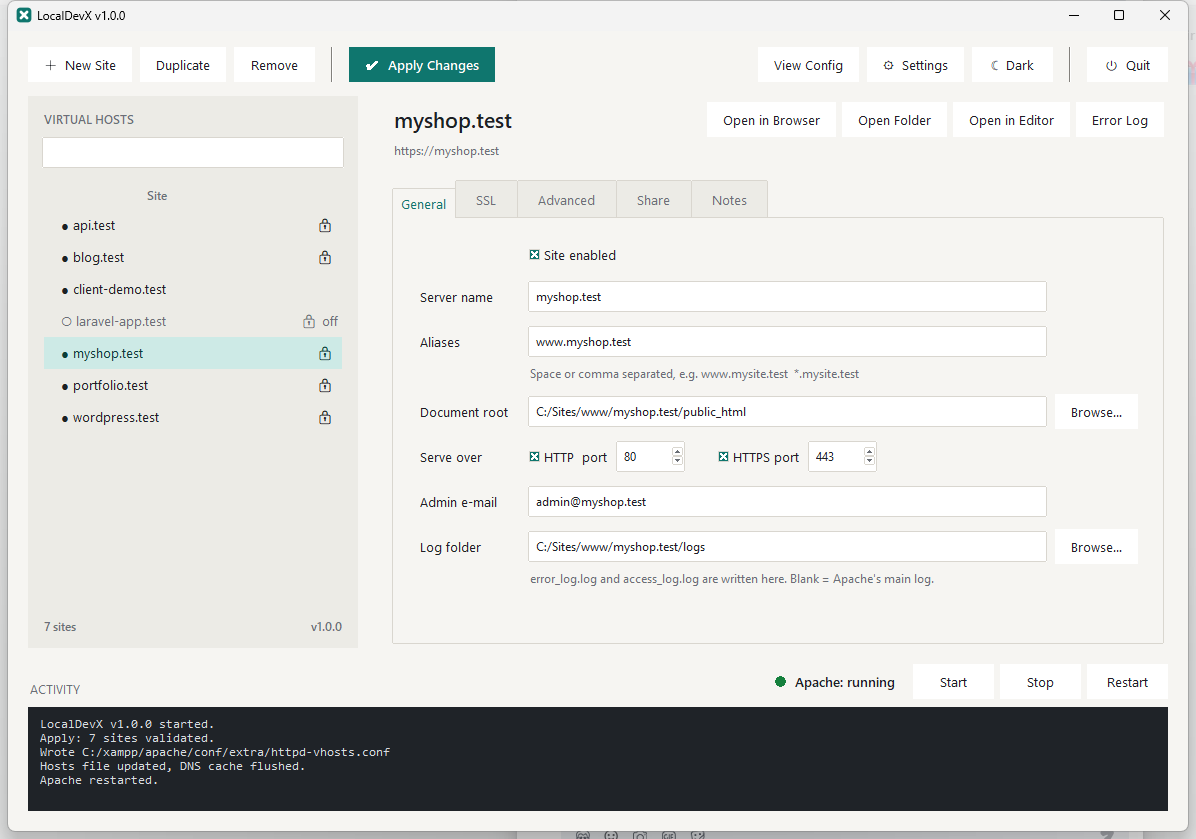 LocalDevX v1.0.0
New Site Duplicate Remove Apply Changes View Config Settings Dark Quit
VIRTUAL HOSTS
Site
api.test
blog.test
client-demo.test
laravel-app.test off
myshop.test
portfolio.test
wordpress.test
7 sites v1.0.0
myshop.test
https://myshop.test
Open in Browser Open Folder Open in Editor Error Log
General SSL Advanced Share Notes
Site enabled
Server name myshop.test
Aliases www.myshop.test
Space or comma separated, e.g. www.mysite.test *.mysite.test
Document root C:/Sites/www/myshop.test/public_html Browse...
Serve over HTTP port 80 HTTPS port 443
Admin e-mail admin@myshop.test
Log folder C:/Sites/www/myshop.test/logs Browse...
error_log.log and access_log.log are written here. Blank = Apache's main log.
ACTIVITY Apache: running Start Stop Restart
LocalDevX v1.0.0 started.
Apply: 7 sites validated.
Wrote C:/xampp/apache/conf/extra/httpd-vhosts.conf
Hosts file updated, DNS cache flushed.
Apache restarted.